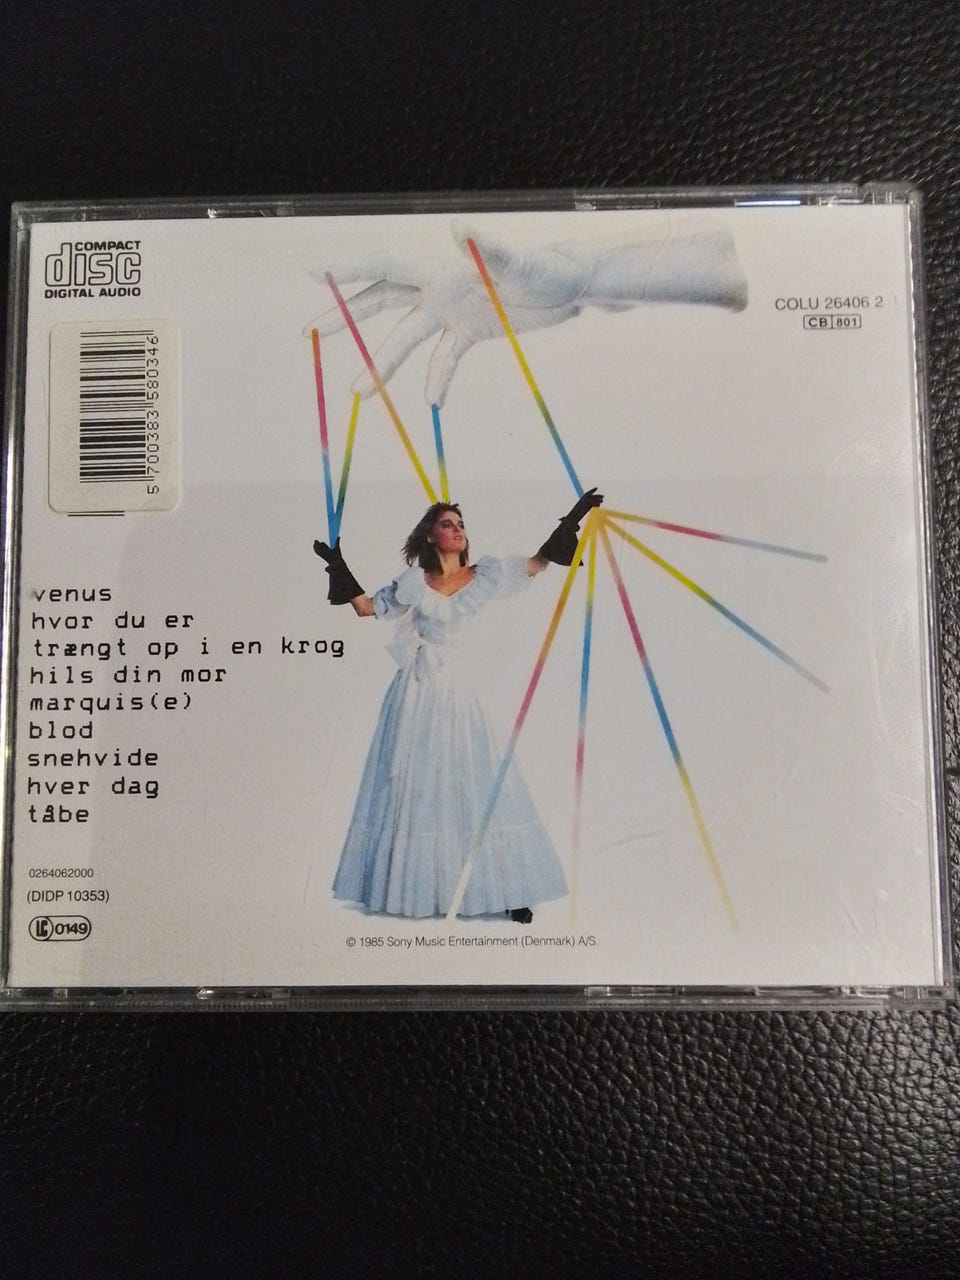 COMPACT
disc
DIGITAL AUDIO
COLU 26406 2
CB 801
5 700383 580346
venus
hvor du er
trængt op i en krog
hils din mor
marquis(e)
blod
snehvide
hver dag
tåbe
0264062000
(DIDP 10353)
LC 0149
© 1985 Sony Music Entertainment (Denmark) A/S.